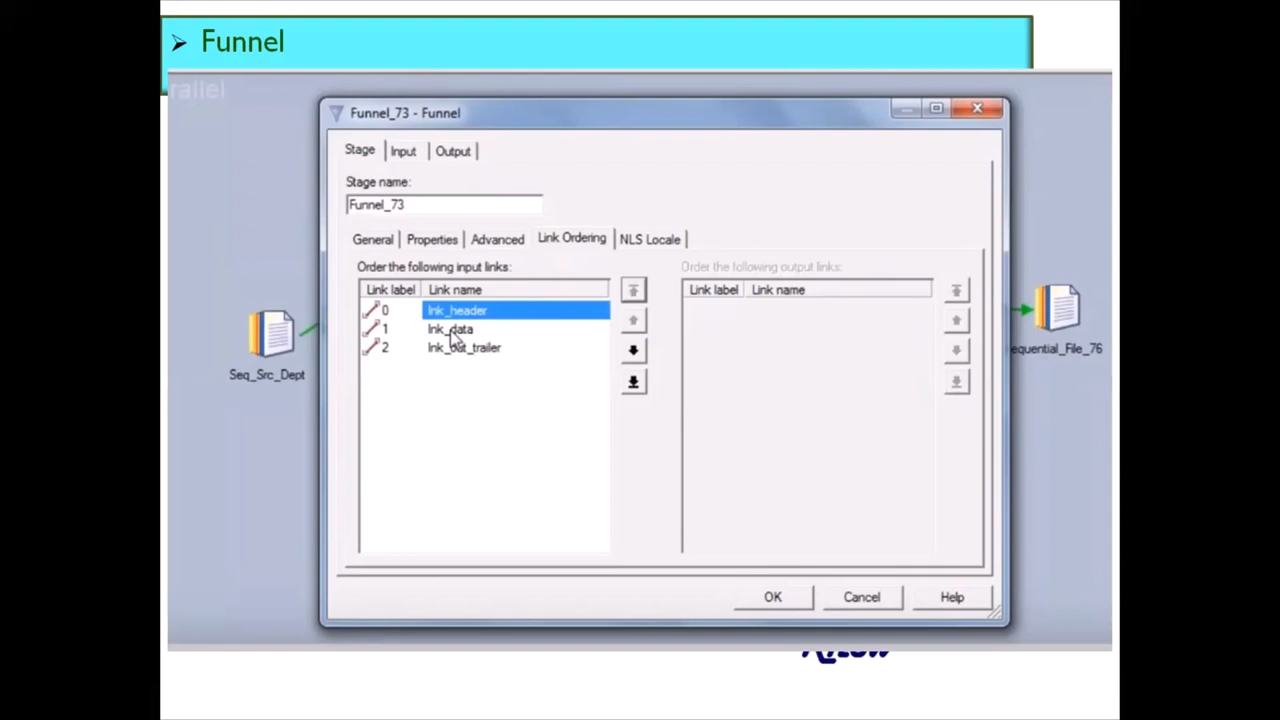 Funnel
rallel
Funnel_73 - Funnel
Stage Input Output
Stage name:
Funnel_73
General Properties Advanced Link Ordering NLS Locale
Order the following input links: Order the following output links:
Link label Link name Link label Link name
0 lnk_header
1 lnk_data
2 lnk_out_trailer
Seq_Src_Dept
equential_File_76
OK Cancel Help